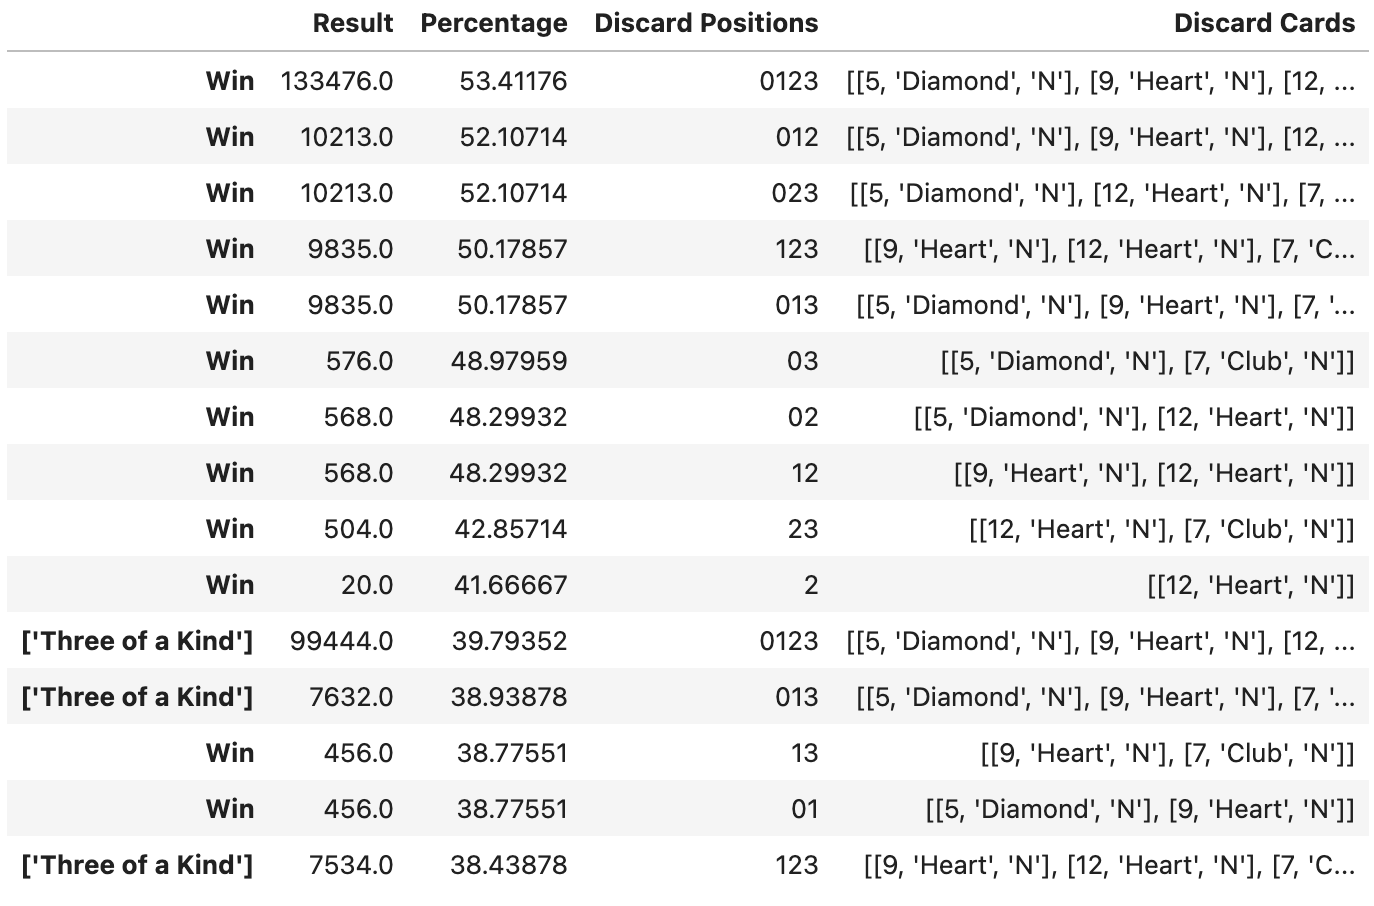 Result Percentage Discard Positions Discard Cards
Win 133476.0 53.41176 0123 [[5, 'Diamond', 'N'], [9, 'Heart', 'N'], [12, ...
Win 10213.0 52.10714 012 [[5, 'Diamond', 'N'], [9, 'Heart', 'N'], [12, ...
Win 10213.0 52.10714 023 [[5, 'Diamond', 'N'], [12, 'Heart', 'N'], [7, ...
Win 9835.0 50.17857 123 [[9, 'Heart', 'N'], [12, 'Heart', 'N'], [7, 'C...
Win 9835.0 50.17857 013 [[5, 'Diamond', 'N'], [9, 'Heart', 'N'], [7, '...
Win 576.0 48.97959 03 [[5, 'Diamond', 'N'], [7, 'Club', 'N']]
Win 568.0 48.29932 02 [[5, 'Diamond', 'N'], [12, 'Heart', 'N']]
Win 568.0 48.29932 12 [[9, 'Heart', 'N'], [12, 'Heart', 'N']]
Win 504.0 42.85714 23 [[12, 'Heart', 'N'], [7, 'Club', 'N']]
Win 20.0 41.66667 2 [[12, 'Heart', 'N']]
['Three of a Kind'] 99444.0 39.79352 0123 [[5, 'Diamond', 'N'], [9, 'Heart', 'N'], [12, ...
['Three of a Kind'] 7632.0 38.93878 013 [[5, 'Diamond', 'N'], [9, 'Heart', 'N'], [7, '...
Win 456.0 38.77551 13 [[9, 'Heart', 'N'], [7, 'Club', 'N']]
Win 456.0 38.77551 01 [[5, 'Diamond', 'N'], [9, 'Heart', 'N']]
['Three of a Kind'] 7534.0 38.43878 123 [[9, 'Heart', 'N'], [12, 'Heart', 'N'], [7, 'C...